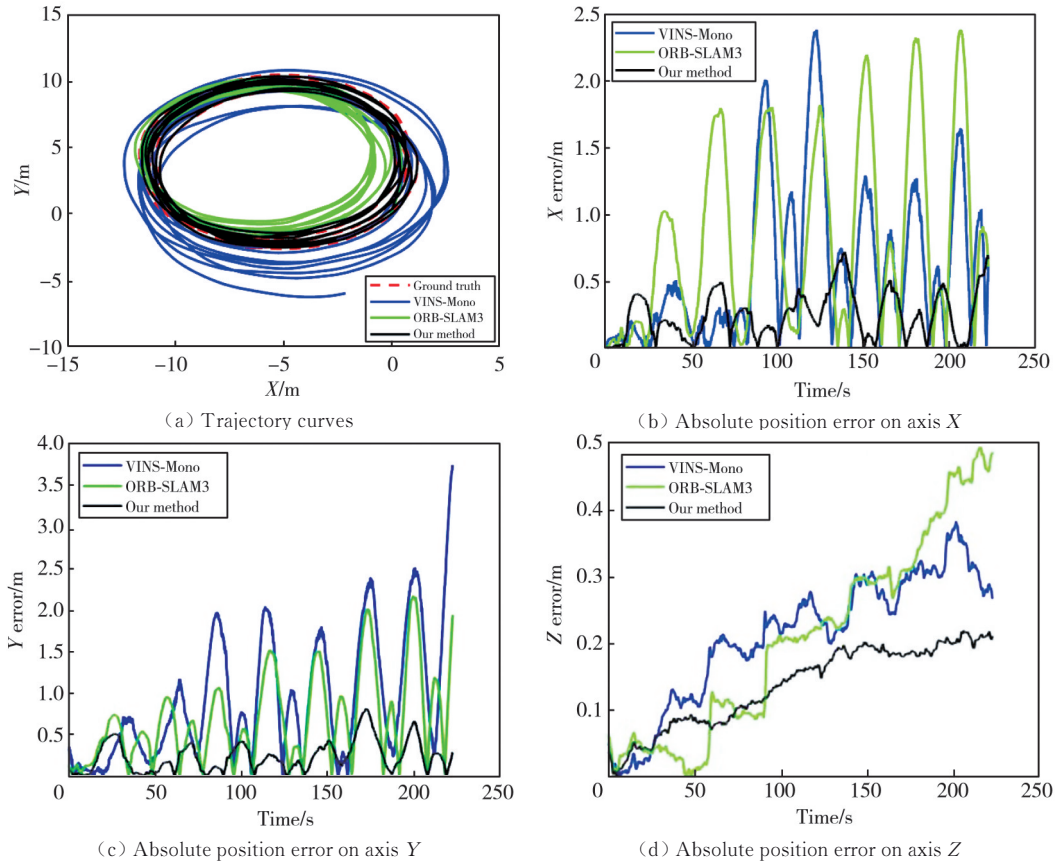 15
10
5
0
−5
−10
−15
−10
−5
0
5
Y/m
X/m
Ground truth
VINS-Mono
ORB-SLAM3
Our method
(a) Trajectory curves
2.5
2.0
1.5
1.0
0.5
0
50
100
150
200
250
X error/m
Time/s
VINS-Mono
ORB-SLAM3
Our method
(b) Absolute position error on axis X
4.0
3.5
3.0
2.5
2.0
1.5
1.0
0.5
0
50
100
150
200
250
Y error/m
Time/s
VINS-Mono
ORB-SLAM3
Our method
(c) Absolute position error on axis Y
0.5
0.4
0.3
0.2
0.1
0
0
50
100
150
200
250
Z error/m
Time/s
VINS-Mono
ORB-SLAM3
Our method
(d) Absolute position error on axis Z